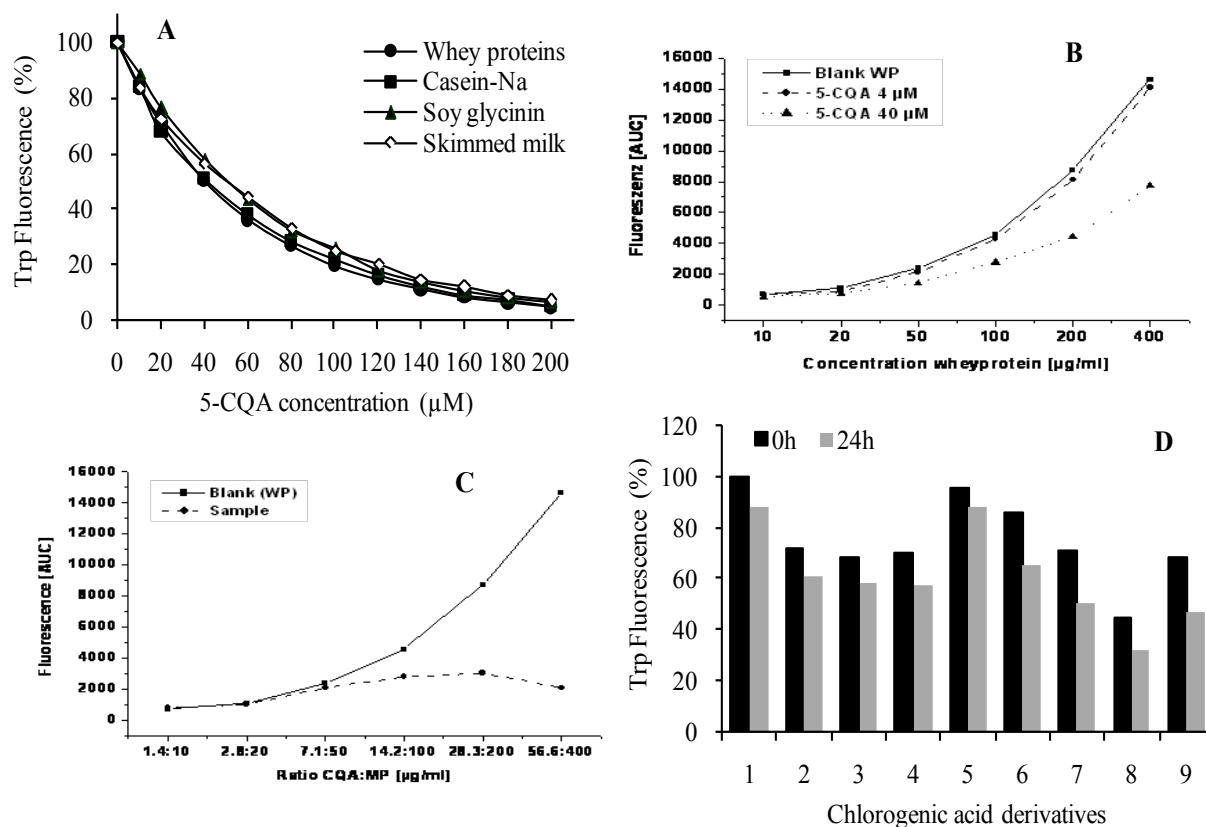 A
100
80
60
40
20
0
Trp Fluorescence (%)
Whey proteins
Casein-Na
Soy glycinin
Skimmed milk
0 20 40 60 80 100 120 140 160 180 200
5-CQA concentration (µM)
B
16000
14000
12000
10000
8000
6000
4000
2000
0
Fluoreszenz [AUC]
Blank WP
5-CQA 4 µM
5-CQA 40 µM
10 20 50 100 200 400
Concentration wheyprotein [µg/ml]
C
16000
14000
12000
10000
8000
6000
4000
2000
0
Fluorescence [AUC]
Blank (WP)
Sample
1.4:10 2.8:20 7.1:50 14.2:100 28.3:200 56.6:400
Ratio CQA:MP [µg/ml]
D
120
100
80
60
40
20
0
Trp Fluorescence (%)
0h 24h
1 2 3 4 5 6 7 8 9
Chlorogenic acid derivatives